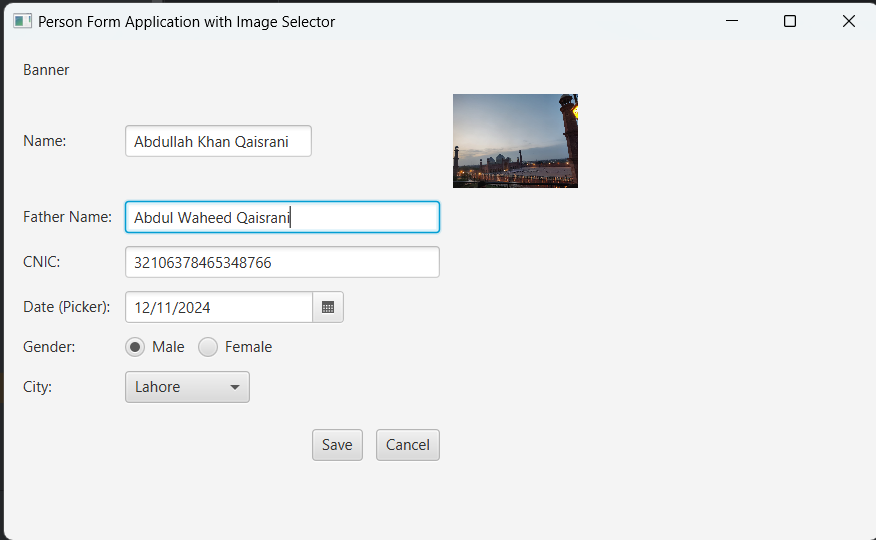 Person Form Application with Image Selector
Banner
Name: Abdullah Khan Qaisrani
Father Name: Abdul Waheed Qaisrani
CNIC: 32106378465348766
Date (Picker): 12/11/2024
Gender: Male Female
City: Lahore
Save Cancel